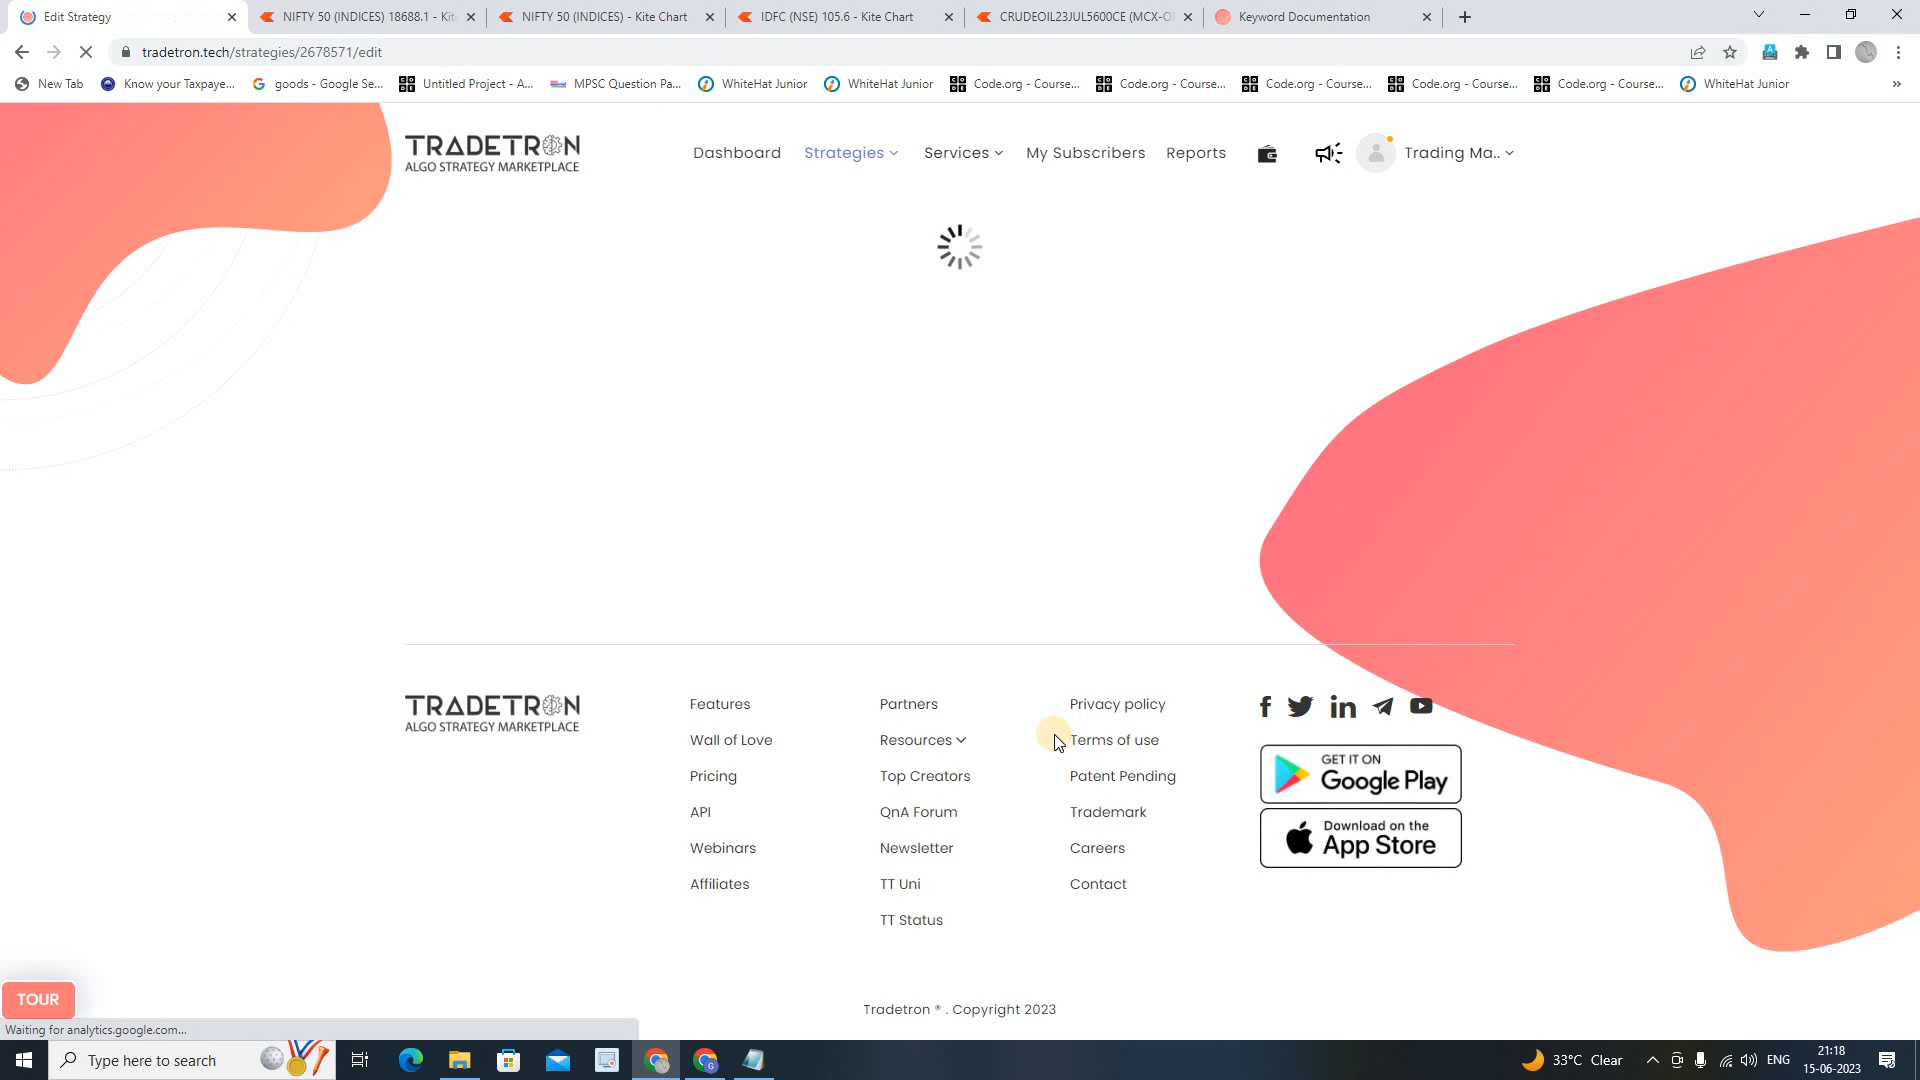 Edit Strategy
NIFTY 50 (INDICES) 18688.1 - Kit
NIFTY 50 (INDICES) - Kite Chart
IDFC (NSE) 105.6 - Kite Chart
CRUDEOIL23JUL5600CE (MCX-O
Keyword Documentation
tradetron.tech/strategies/2678571/edit
New Tab
Know your Taxpaye...
goods - Google Se...
Untitled Project - A...
MPSC Question Pa...
WhiteHat Junior
WhiteHat Junior
Code.org - Course...
Code.org - Course...
Code.org - Course...
Code.org - Course...
Code.org - Course...
WhiteHat Junior
»
TRADETRON
ALGO STRATEGY MARKETPLACE
Dashboard
Strategies
Services
My Subscribers
Reports
Trading Ma..
TRADETRON
ALGO STRATEGY MARKETPLACE
Features
Wall of Love
Pricing
API
Webinars
Affiliates
Partners
Resources
Top Creators
QnA Forum
Newsletter
TT Uni
TT Status
Privacy policy
Terms of use
Patent Pending
Trademark
Careers
Contact
GET IT ON
Google Play
Download on the
App Store
Tradetron ® . Copyright 2023
TOUR
Waiting for analytics.google.com...
Type here to search
33°C Clear
ENG
21:18
15-06-2023